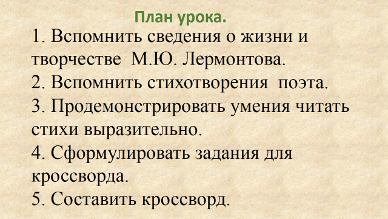 План урока.
1. Вспомнить сведения о жизни и
творчестве М.Ю. Лермонтова.
2. Вспомнить стихотворения поэта.
3. Продемонстрировать умения читать
стихи выразительно.
4. Сформулировать задания для
кроссворда.
5. Составить кроссворд.